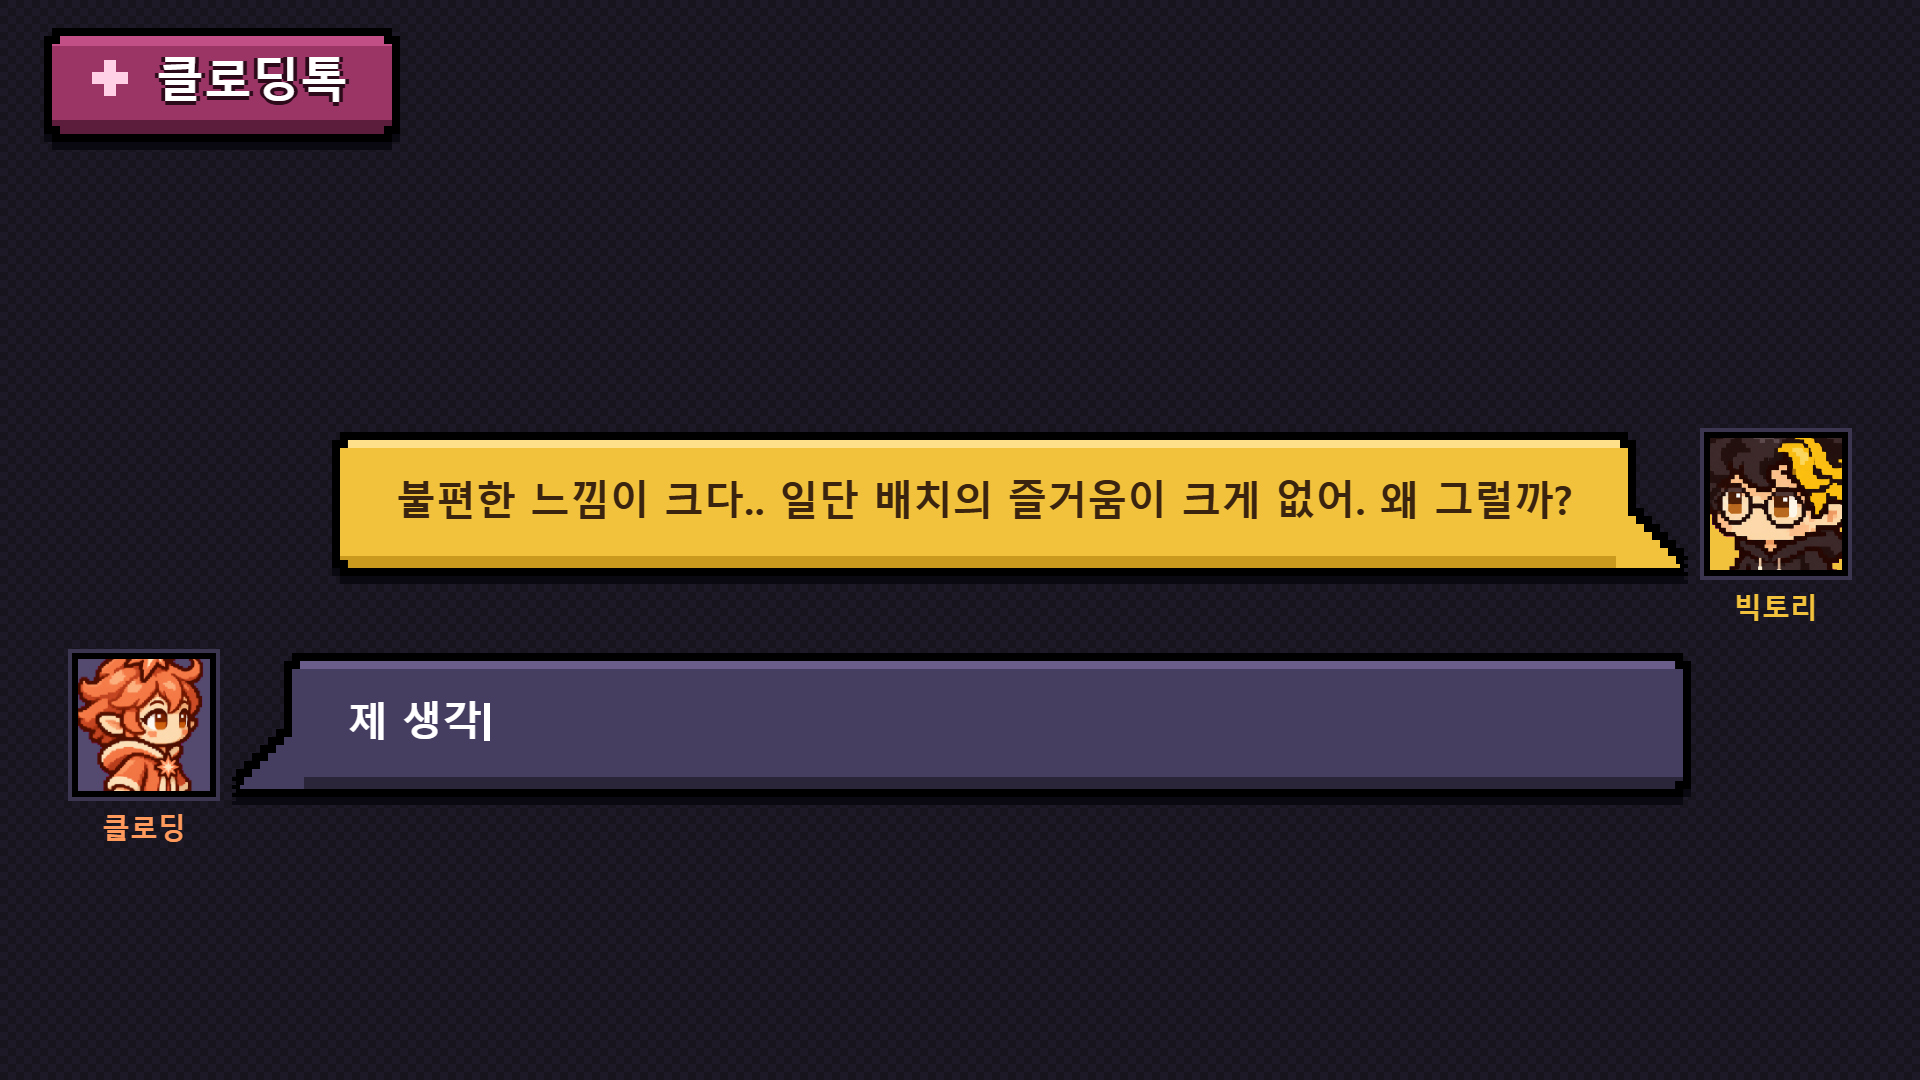 클로딩톡
불편한 느낌이 크다.. 일단 배치의 즐거움이 크게 없어. 왜 그럴까?
빅토리
제 생각
클로딩